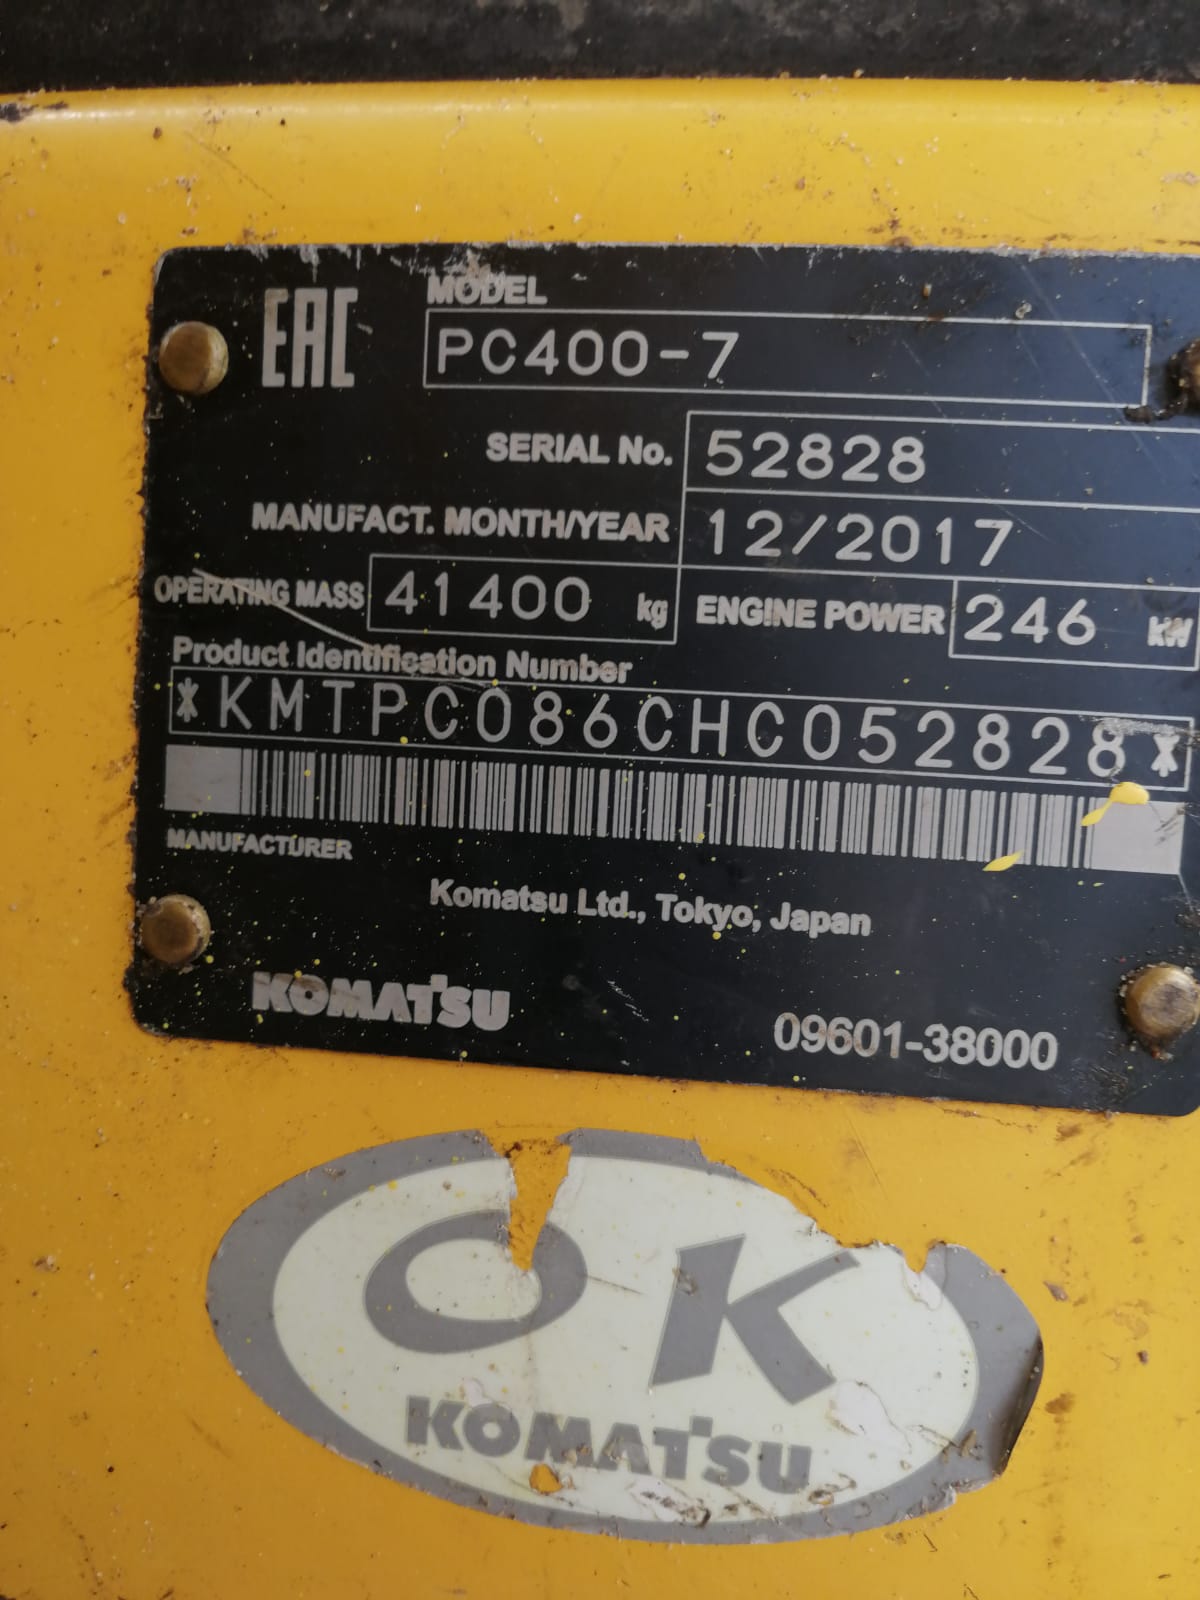 EAC
MODEL
PC400-7
SERIAL No. 52828
MANUFACT. MONTH/YEAR 12/2017
OPERATING MASS 41400 kg ENGINE POWER 246 kW
Product Identification Number
*KMTPC086CHC052828*
MANUFACTURER
Komatsu Ltd., Tokyo, Japan
KOMATSU
09601-38000
OK
KOMATSU